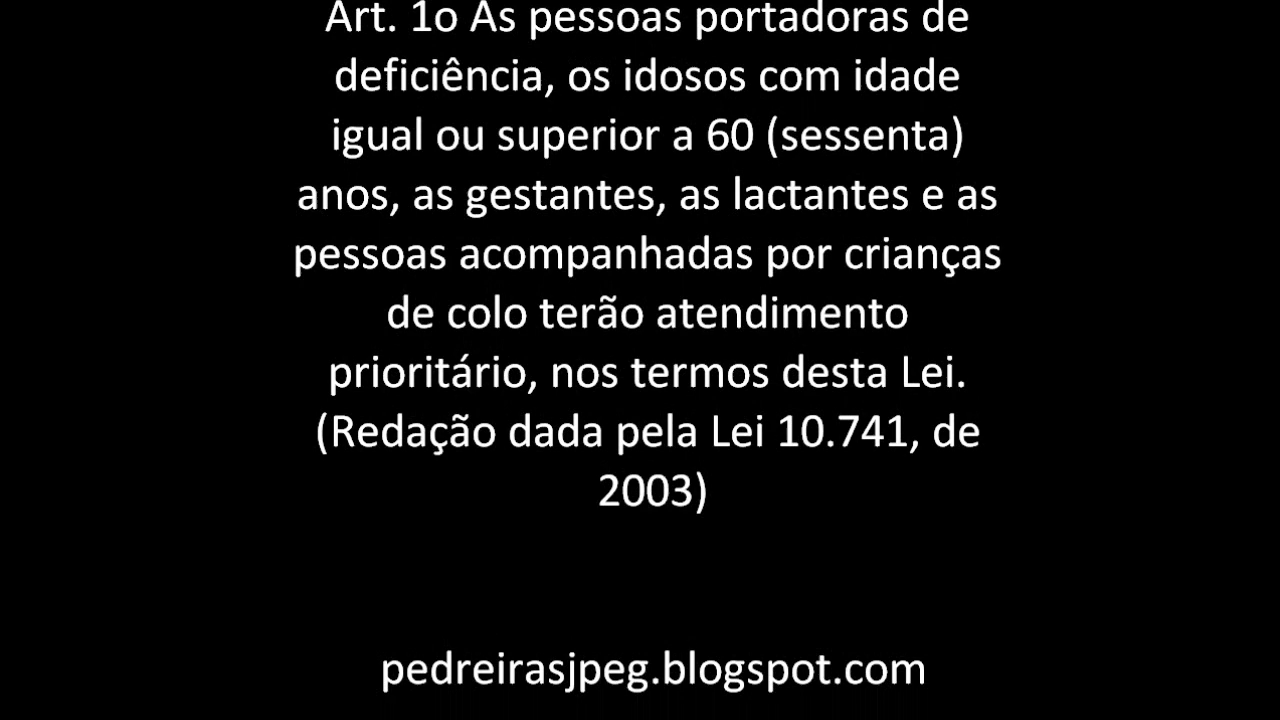 Art. 1o As pessoas portadoras de
deficiência, os idosos com idade
igual ou superior a 60 (sessenta)
anos, as gestantes, as lactantes e as
pessoas acompanhadas por crianças
de colo terão atendimento
prioritário, nos termos desta Lei.
(Redação dada pela Lei 10.741, de
2003)
pedreirasjpeg.blogspot.com